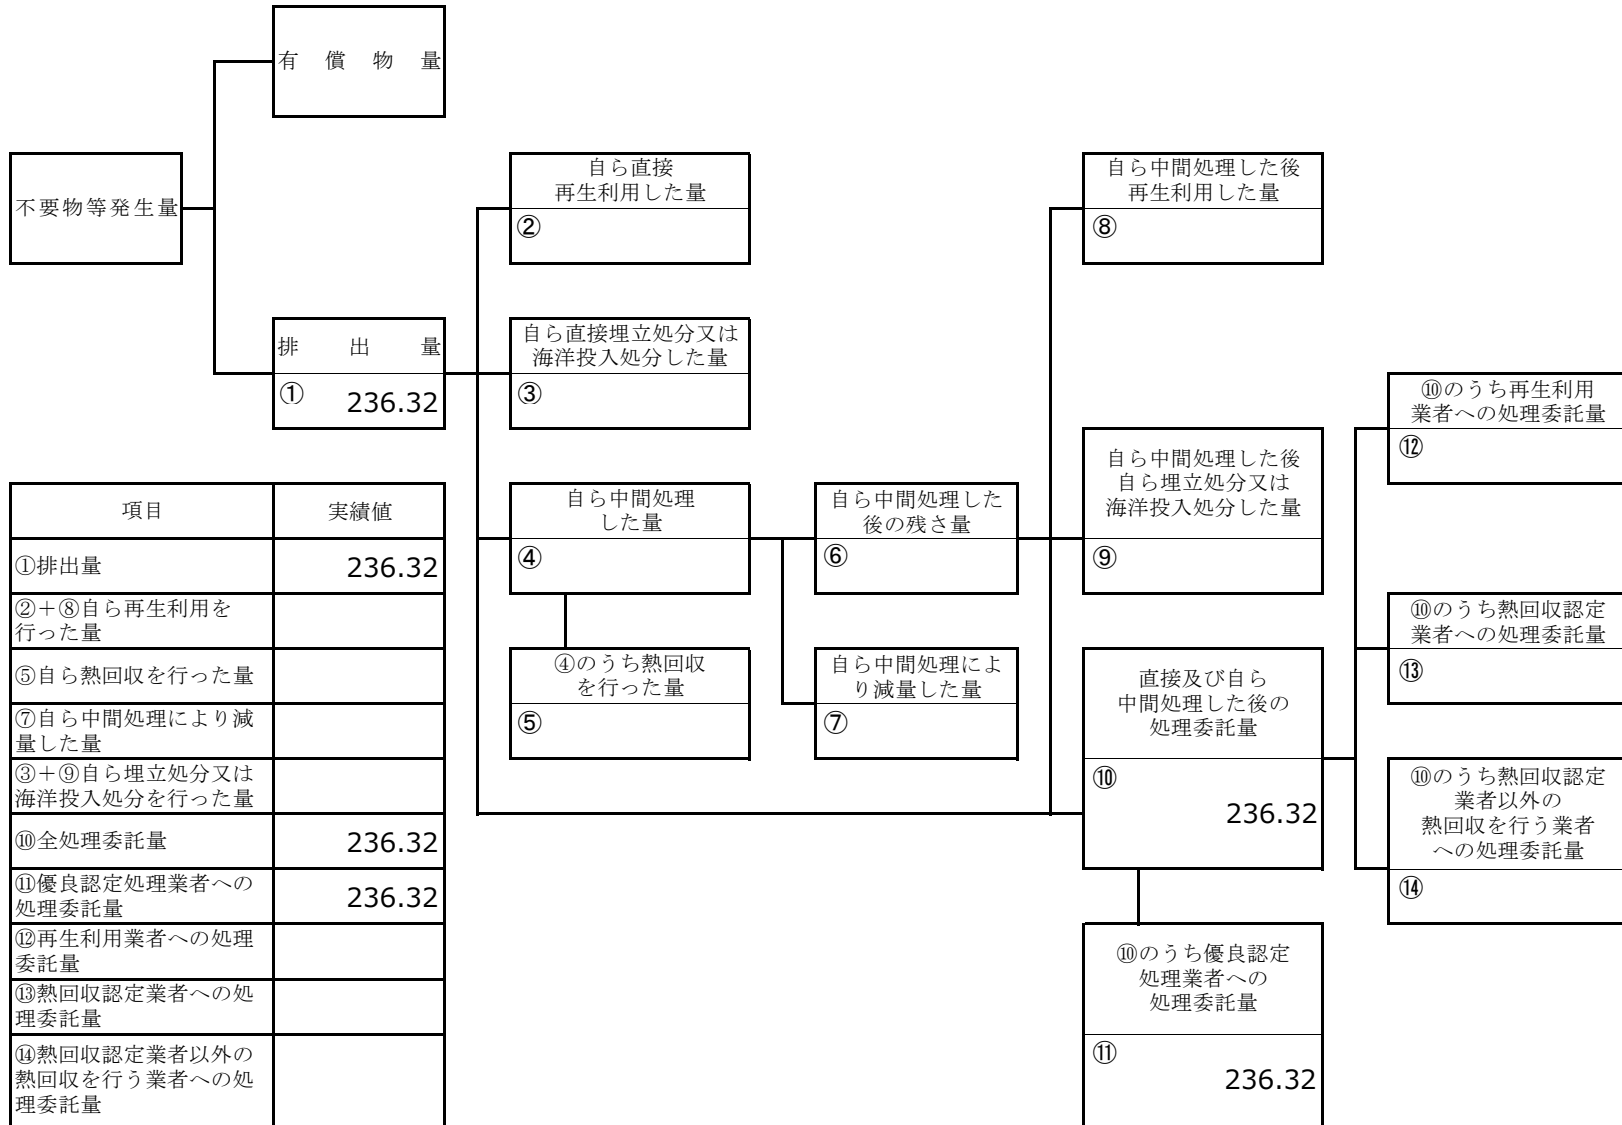 有償物量
不要物等発生量
自ら直接
再生利用した量
②
自ら中間処理した後
再生利用した量
⑧
排出量
① 236.32
自ら直接埋立処分又は
海洋投入処分した量
③
⑩のうち再生利用
業者への処理委託量
⑫
自ら中間処理した後
自ら埋立処分又は
海洋投入処分した量
⑨
自ら中間処理
した量
④
自ら中間処理した
後の残さ量
⑥
⑩のうち熱回収認定
業者への処理委託量
⑬
④のうち熱回収
を行った量
⑤
自ら中間処理によ
り減量した量
⑦
直接及び自ら
中間処理した後の
処理委託量
⑩
236.32
⑩のうち熱回収認定
業者以外の
熱回収を行う業者
への処理委託量
⑭
⑩のうち優良認定
処理業者への
処理委託量
⑪
236.32
項目 実績値
①排出量 236.32
②＋⑧自ら再生利用を
行った量
⑤自ら熱回収を行った量
⑦自ら中間処理により減
量した量
③＋⑨自ら埋立処分又は
海洋投入処分を行った量
⑩全処理委託量 236.32
⑪優良認定処理業者への
処理委託量 236.32
⑫再生利用業者への処理
委託量
⑬熱回収認定業者への処
理委託量
⑭熱回収認定業者以外の
熱回収を行う業者への処
理委託量